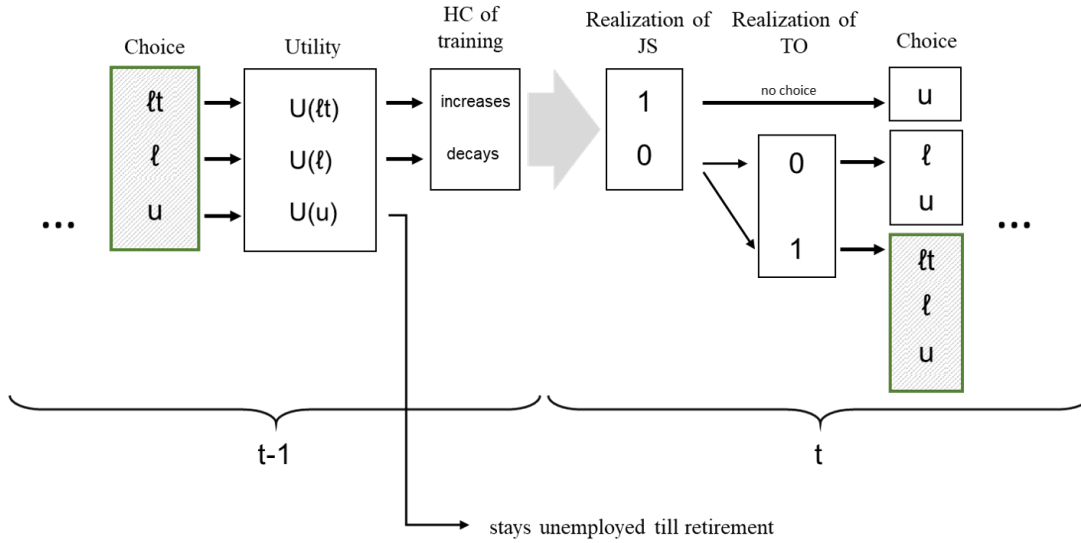 Choice
Utility
HC of
training
Realization of
JS
Realization of
TO
Choice
ℓt
ℓ
u
U(ℓt)
U(ℓ)
U(u)
increases
decays
1
0
no choice
u
0
1
ℓ
u
ℓt
ℓ
u
...
...
t-1
t
stays unemployed till retirement